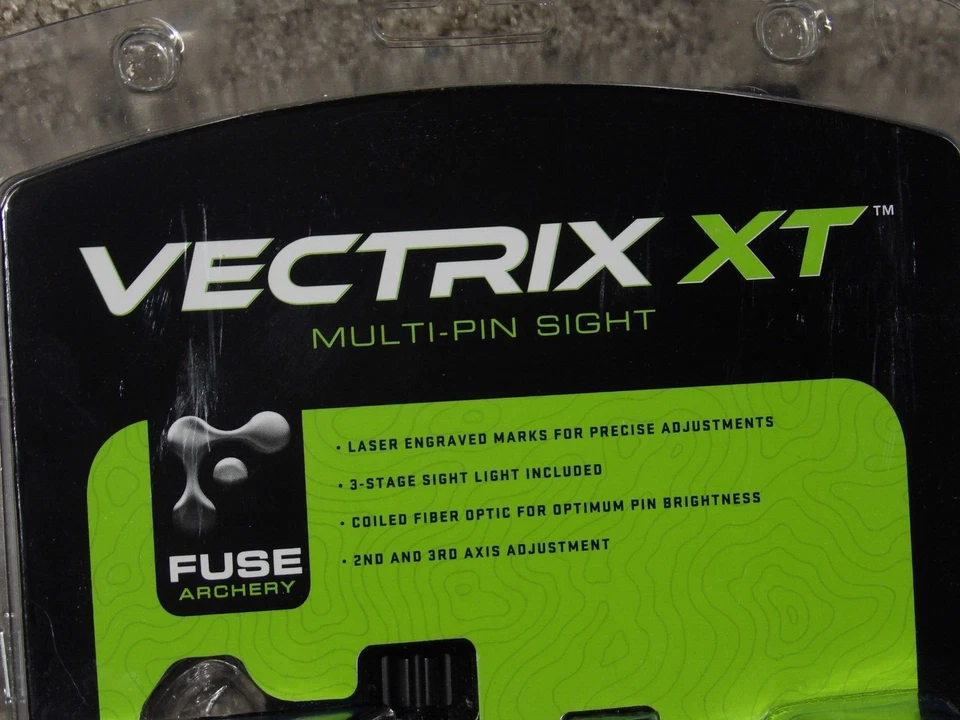 VECTRIX XT™
MULTI-PIN SIGHT
• LASER ENGRAVED MARKS FOR PRECISE ADJUSTMENTS
• 3-STAGE SIGHT LIGHT INCLUDED
• COILED FIBER OPTIC FOR OPTIMUM PIN BRIGHTNESS
• 2ND AND 3RD AXIS ADJUSTMENT
FUSE
ARCHERY